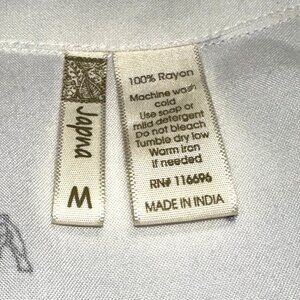 Japna
M
100% Rayon
Machine wash
cold
Use soap or
mild detergent
Do not bleach
Tumble dry low
Warm iron
if needed
RN# 116696
MADE IN INDIA